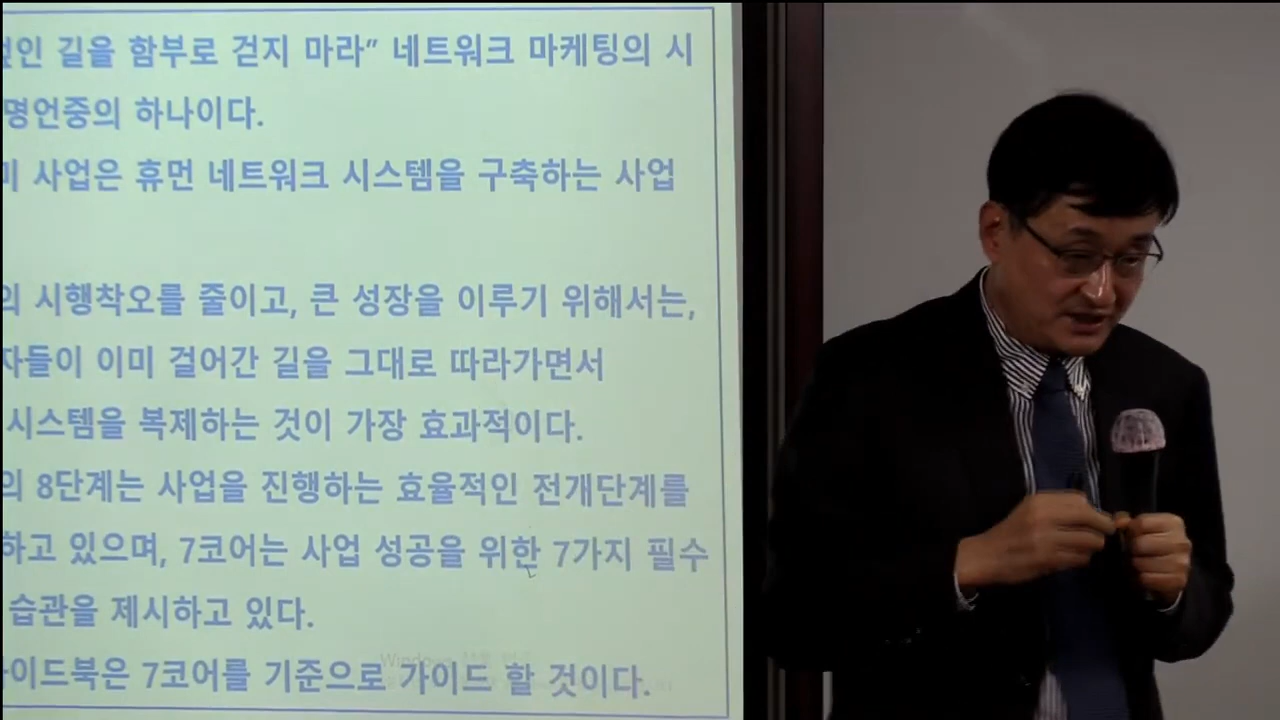 인 길을 함부로 걷지 마라” 네트워크 마케팅의 시
명언중의 하나이다.
미 사업은 휴먼 네트워크 시스템을 구축하는 사업
의 시행착오를 줄이고, 큰 성장을 이루기 위해서는,
자들이 이미 걸어간 길을 그대로 따라가면서
시스템을 복제하는 것이 가장 효과적이다.
의 8단계는 사업을 진행하는 효율적인 전개단계를
하고 있으며, 7코어는 사업 성공을 위한 7가지 필수
습관을 제시하고 있다.
이드북은 7코어를 기준으로 가이드 할 것이다.